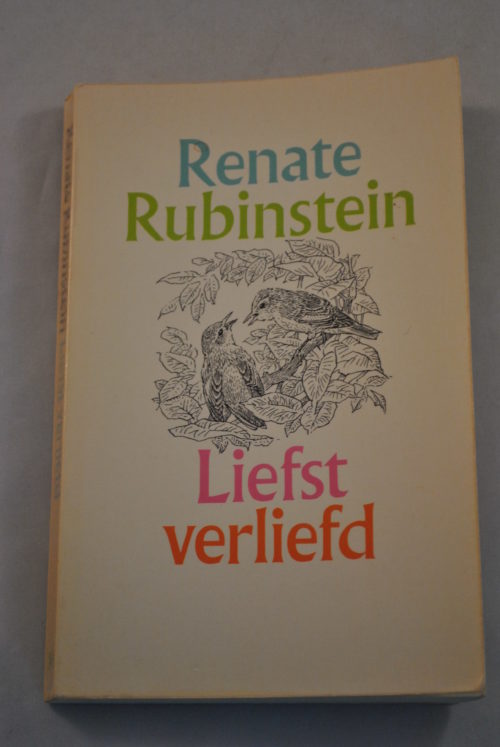 Renate
Rubinstein
Liefst
verliefd